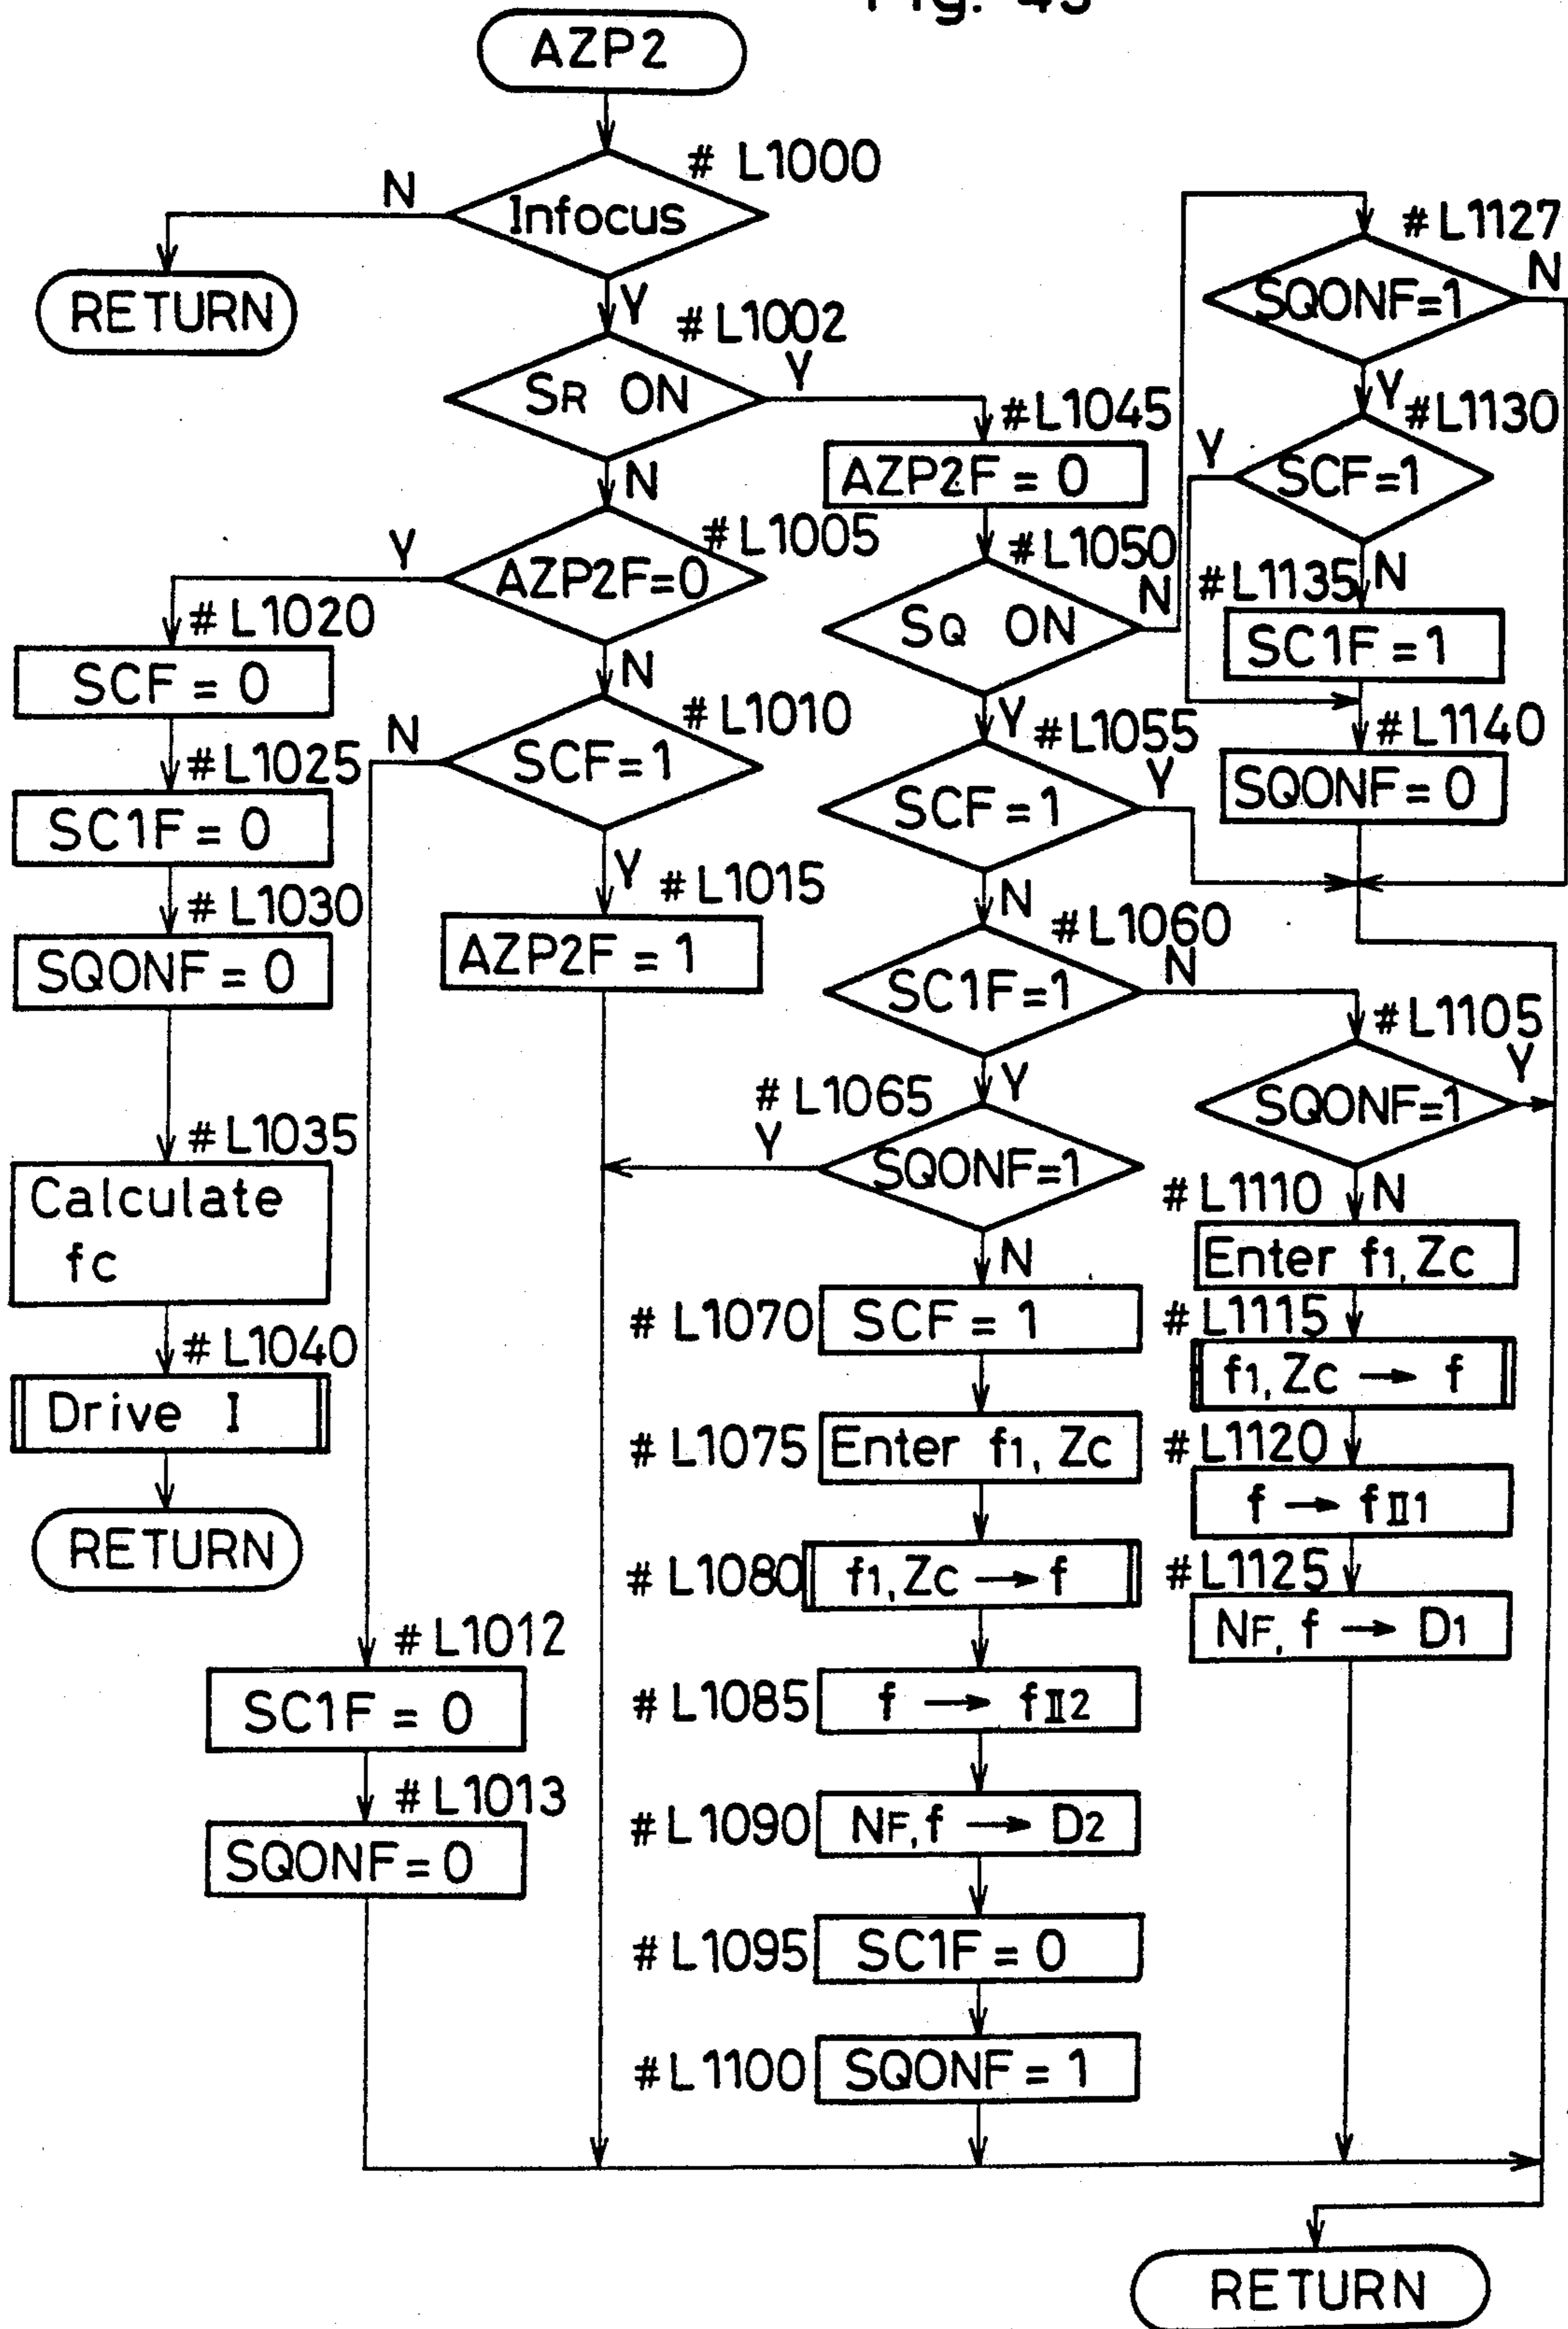 AZP2
# L1000
N
Infocus
RETURN
Y
# L1002
SR ON
Y
N
# L1005
Y
AZP2F=0
# L1020
SCF = 0
N
# L1010
N
SCF=1
# L1025
SC1F = 0
Y
# L1015
# L1030
SQONF = 0
AZP2F = 1
# L1035
Calculate
fc
# L1040
Drive I
RETURN
# L1012
SC1F = 0
# L1013
SQONF = 0
# L1045
AZP2F = 0
# L1050
N
SQ ON
Y
# L1055
Y
SCF=1
N
# L1060
N
SC1F=1
Y
# L1065
Y
SQONF=1
N
# L1070
SCF = 1
# L1075
Enter f1, Zc
# L1080
f1, Zc → f
# L1085
f → fII2
# L1090
NF, f → D2
# L1095
SC1F = 0
# L1100
SQONF = 1
# L1127
N
SQONF=1
Y
# L1130
Y
SCF=1
# L1135
N
SC1F = 1
# L1140
SQONF = 0
# L1105
Y
SQONF=1
# L1110
N
Enter f1, Zc
# L1115
f1, Zc → f
# L1120
f → fII1
# L1125
NF, f → D1
RETURN